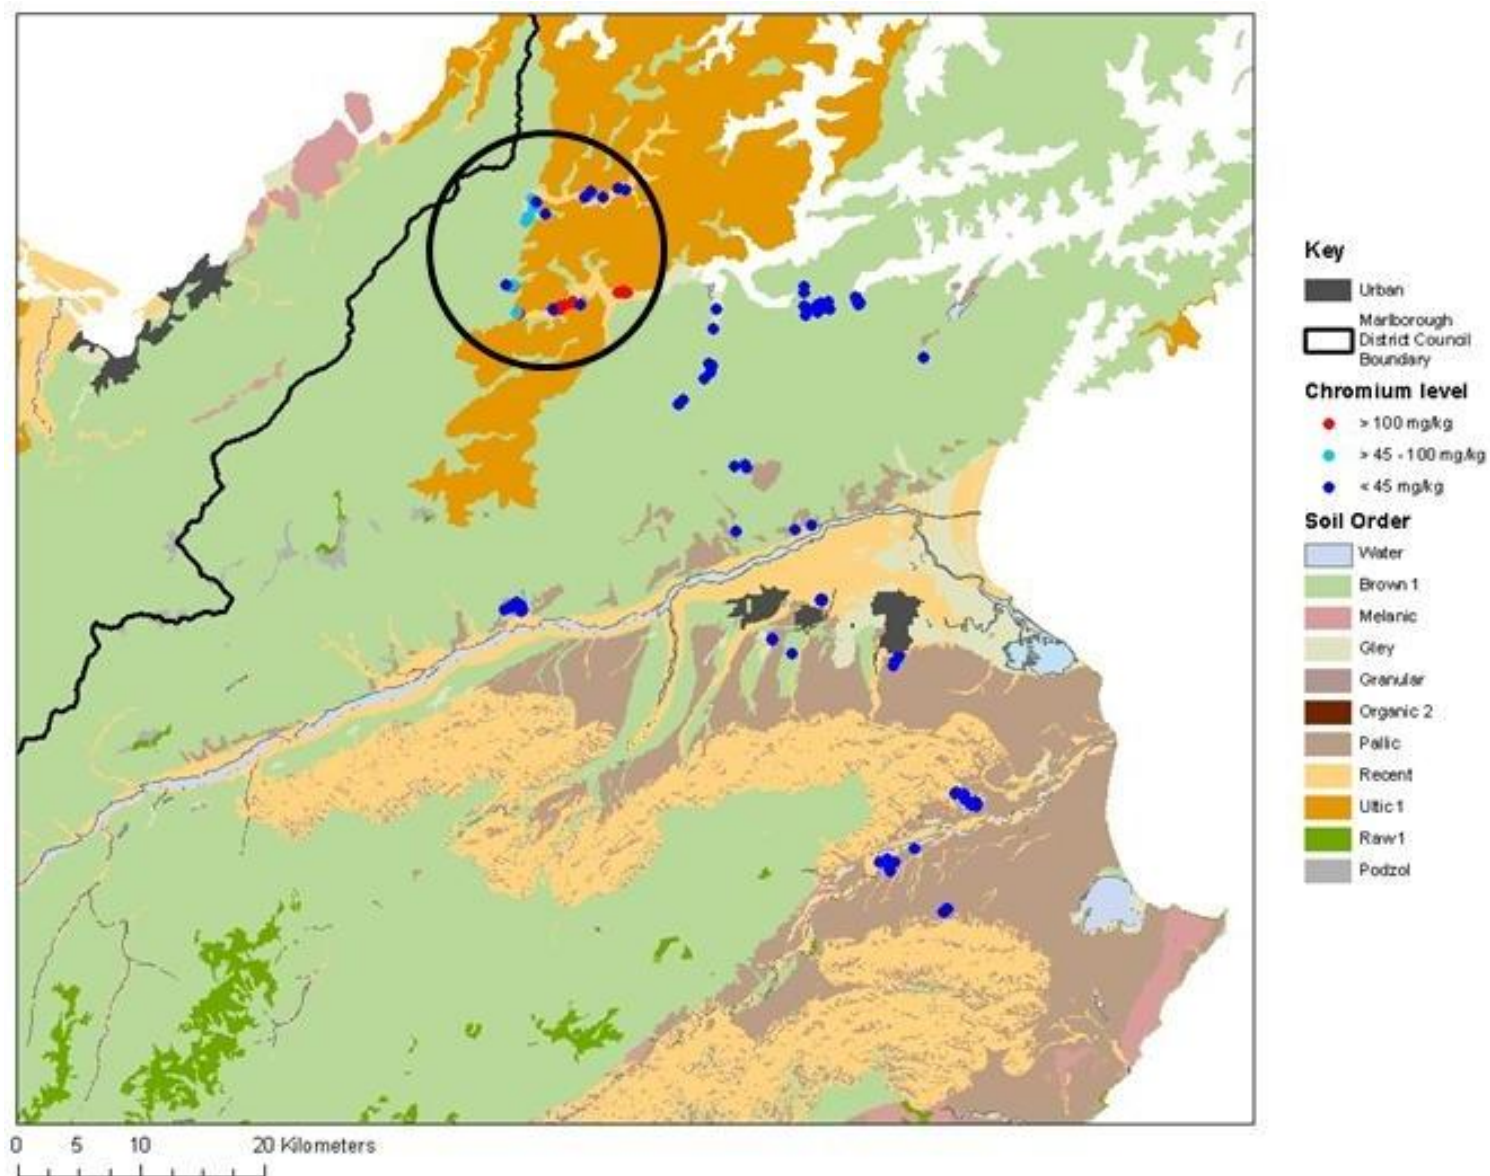 Key
Urban
Marlborough
District Council
Boundary
Chromium level
> 100 mg/kg
> 45 - 100 mg/kg
< 45 mg/kg
Soil Order
Water
Brown 1
Melanic
Gley
Granular
Organic 2
Pallic
Recent
Ultic 1
Raw1
Podzol
0 5 10 20 Kilometers